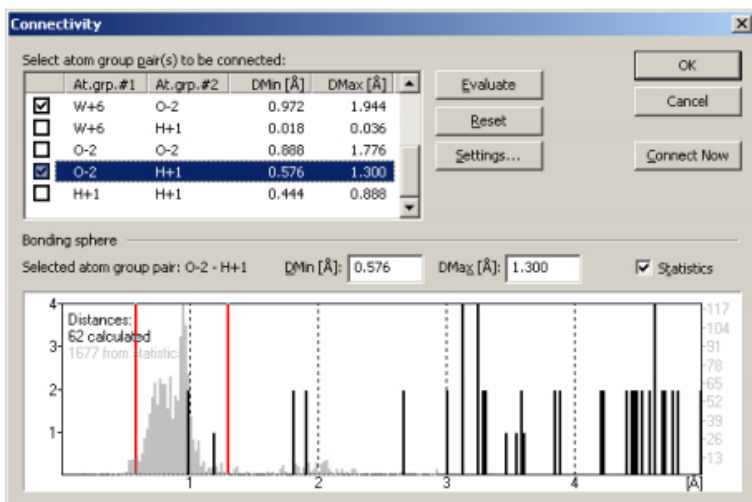 Connectivity
Select atom group pair(s) to be connected:
At.grp.#1 At.grp.#2 DMin [Å] DMax [Å]
W+6 O-2 0.972 1.944
W+6 H+1 0.018 0.036
O-2 O-2 0.888 1.776
O-2 H+1 0.576 1.300
H+1 H+1 0.444 0.888
Evaluate
Reset
Settings...
OK
Cancel
Connect Now
Bonding sphere
Selected atom group pair: O-2 - H+1 DMin [Å]: 0.576 DMax [Å]: 1.300 Statistics
Distances:
62 calculated
1677 from statistics
4
3
2
1
117
104
91
78
65
52
39
26
13
1 2 3 4 [Å]